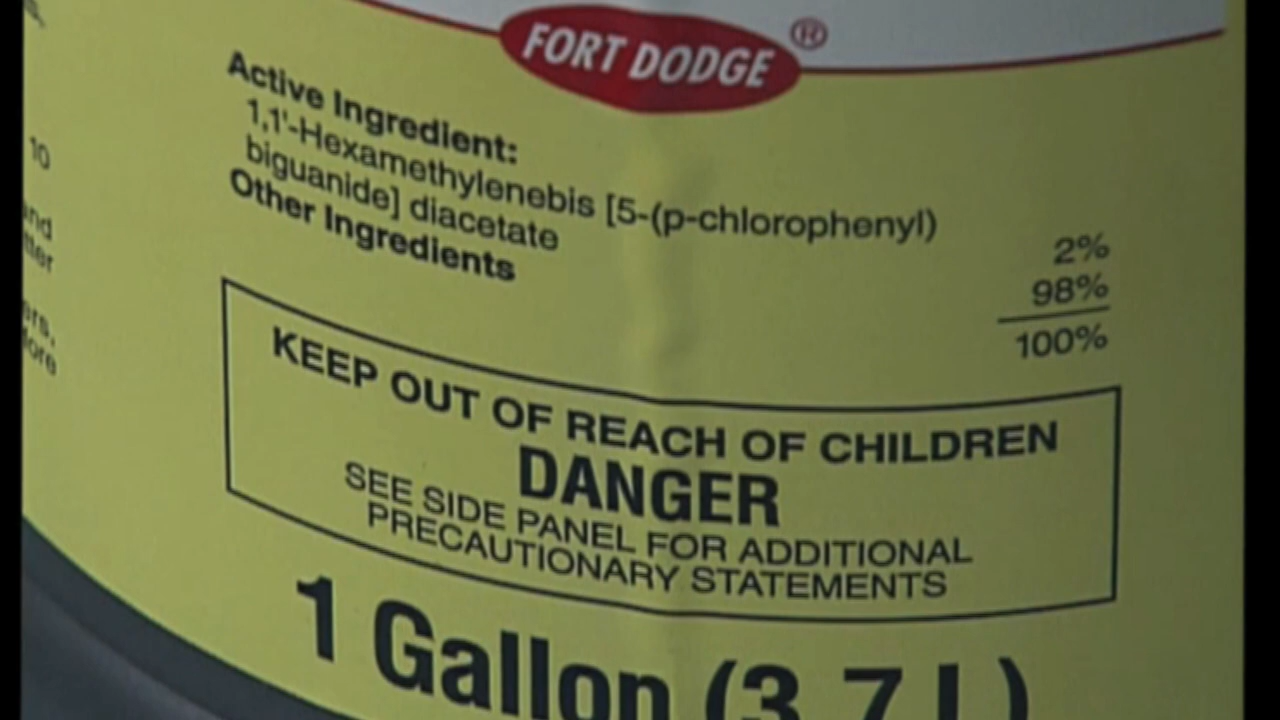 FORT DODGE ®
Active Ingredient:
1,1'-Hexamethylenebis [5-(p-chlorophenyl)
biguanide] diacetate 2%
Other Ingredients 98%
100%
KEEP OUT OF REACH OF CHILDREN
DANGER
SEE SIDE PANEL FOR ADDITIONAL
PRECAUTIONARY STATEMENTS
1 Gallon (3.7 L)
10